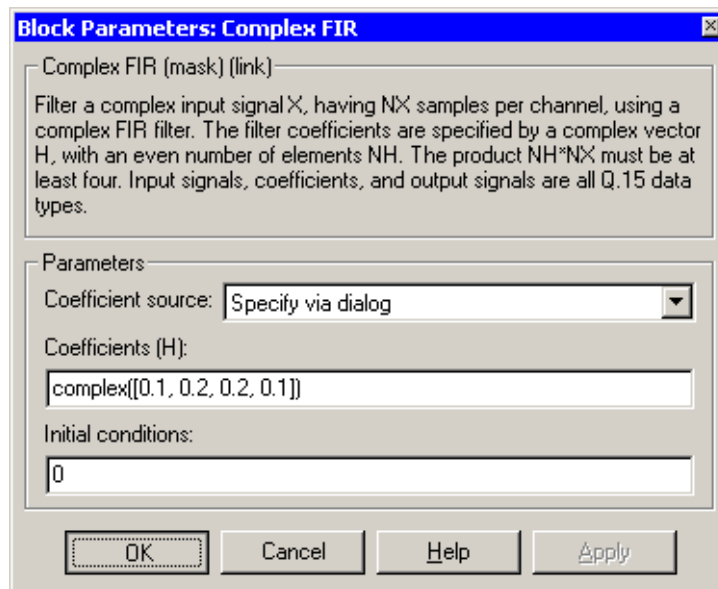 Block Parameters: Complex FIR
Complex FIR (mask) (link)
Filter a complex input signal X, having NX samples per channel, using a
complex FIR filter. The filter coefficients are specified by a complex vector
H, with an even number of elements NH. The product NH*NX must be at
least four. Input signals, coefficients, and output signals are all Q.15 data
types.
Parameters
Coefficient source: Specify via dialog
Coefficients (H):
complex([0.1, 0.2, 0.2, 0.1])
Initial conditions:
0
OK Cancel Help Apply